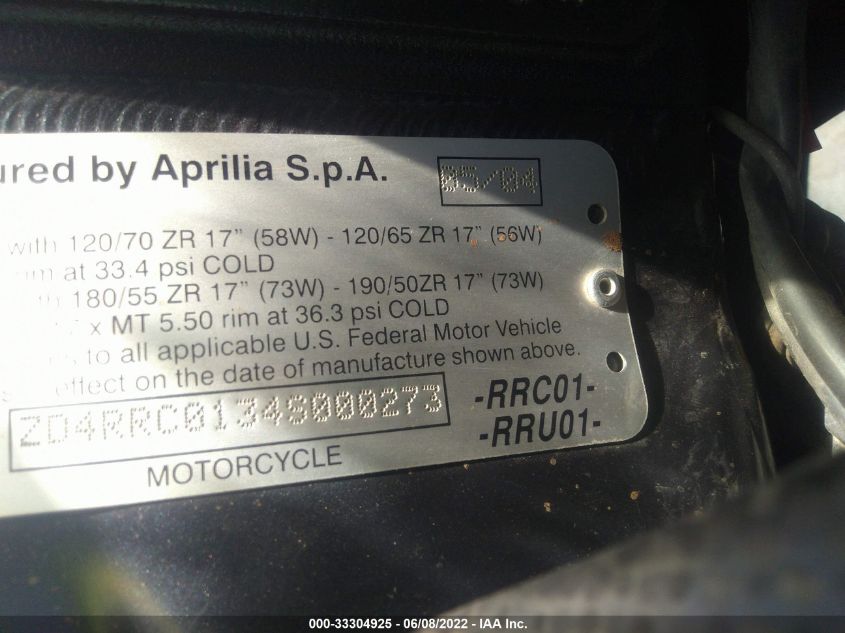 ured by Aprilia S.p.A. 05/04
with 120/70 ZR 17" (58W) - 120/65 ZR 17" (56W)
at 33.4 psi COLD
180/55 ZR 17" (73W) - 190/50ZR 17" (73W)
x MT 5.50 rim at 36.3 psi COLD
to all applicable U.S. Federal Motor Vehicle
effect on the date of manufacture shown above.
ZD4RRC0134S000273
-RRC01-
-RRU01-
MOTORCYCLE
000-33304925 - 06/08/2022 - IAA Inc.